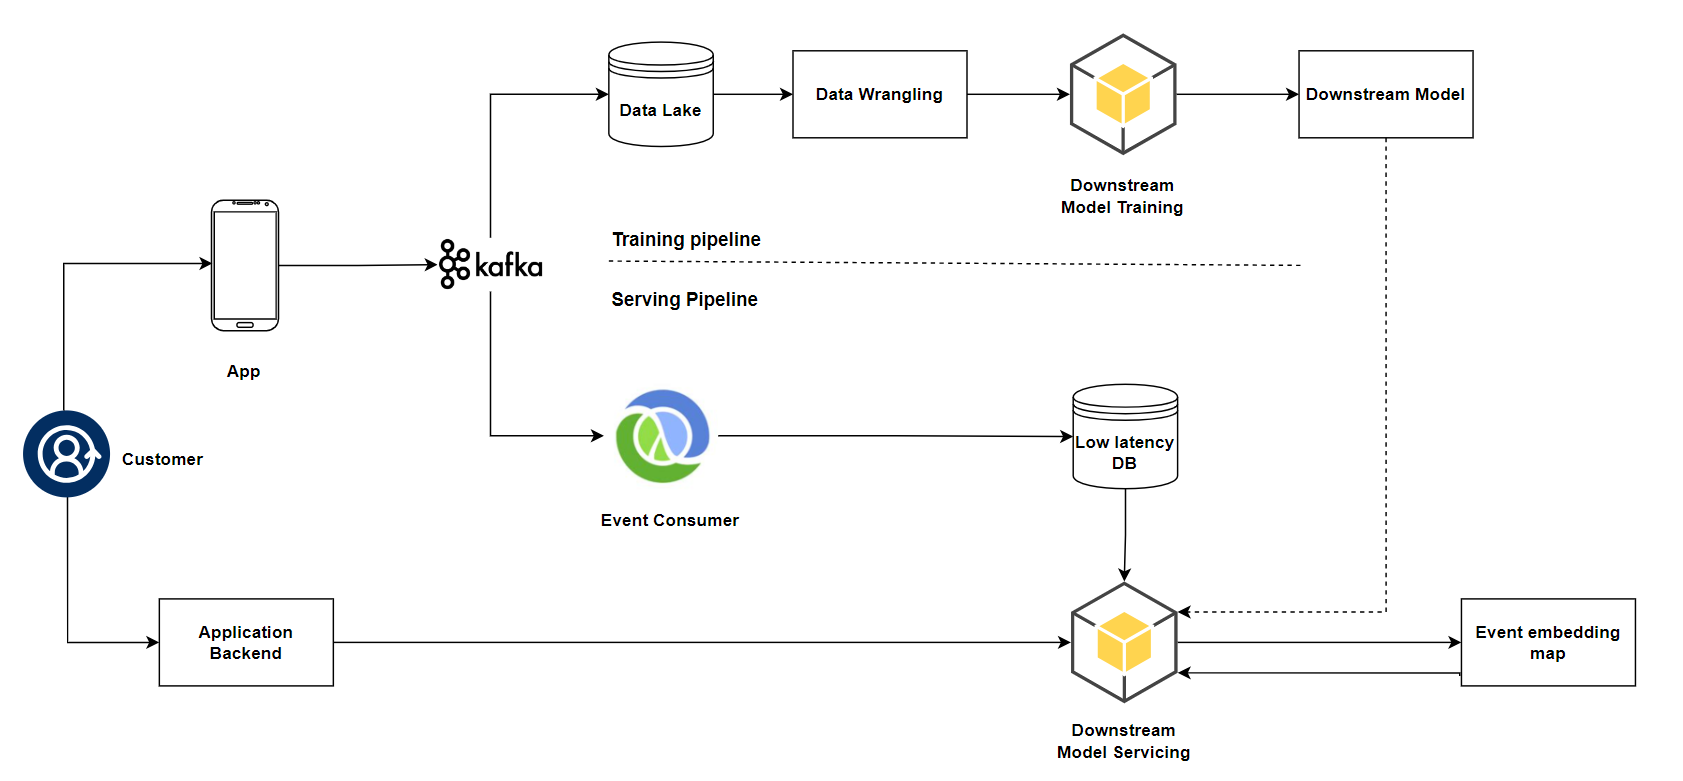 Data Lake
Data Wrangling
Downstream Model
Downstream
Model Training
Training pipeline
kafka
Serving Pipeline
App
Customer
Event Consumer
Low latency
DB
Application
Backend
Event embedding
map
Downstream
Model Servicing